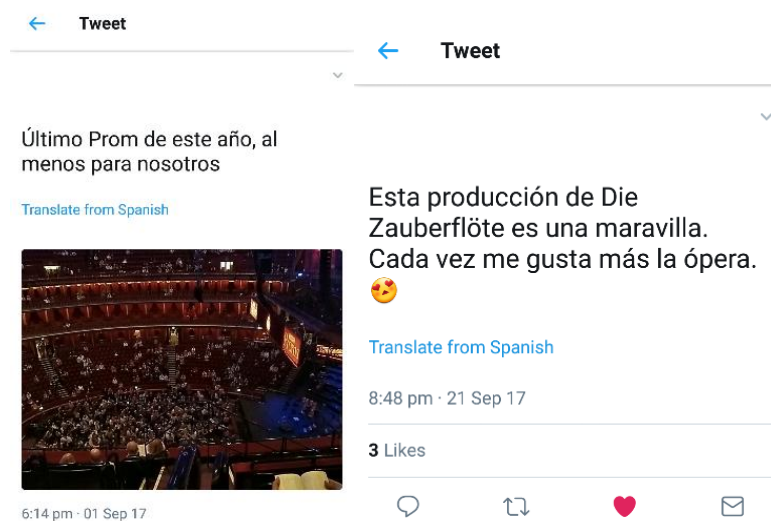 Tweet
Último Prom de este año, al
menos para nosotros
Translate from Spanish
6:14 pm · 01 Sep 17
Tweet
Esta producción de Die
Zauberflöte es una maravilla.
Cada vez me gusta más la ópera.
😍
Translate from Spanish
8:48 pm · 21 Sep 17
3 Likes